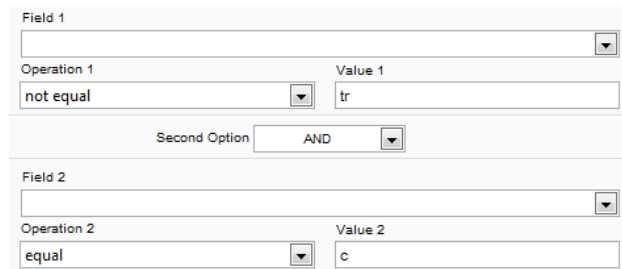 Field 1
Operation 1 Value 1
not equal tr
Second Option AND
Field 2
Operation 2 Value 2
equal c